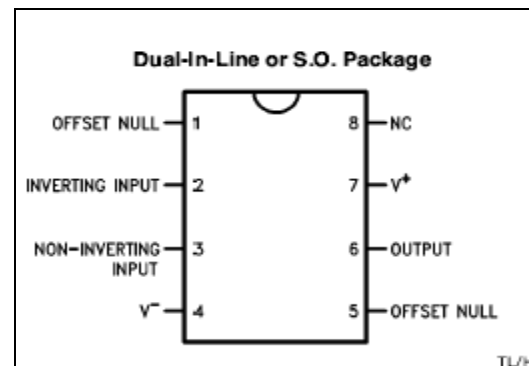 Dual-In-Line or S.O. Package
OFFSET NULL 1 8 NC
INVERTING INPUT 2 7 V+
NON-INVERTING INPUT 3 6 OUTPUT
V- 4 5 OFFSET NULL